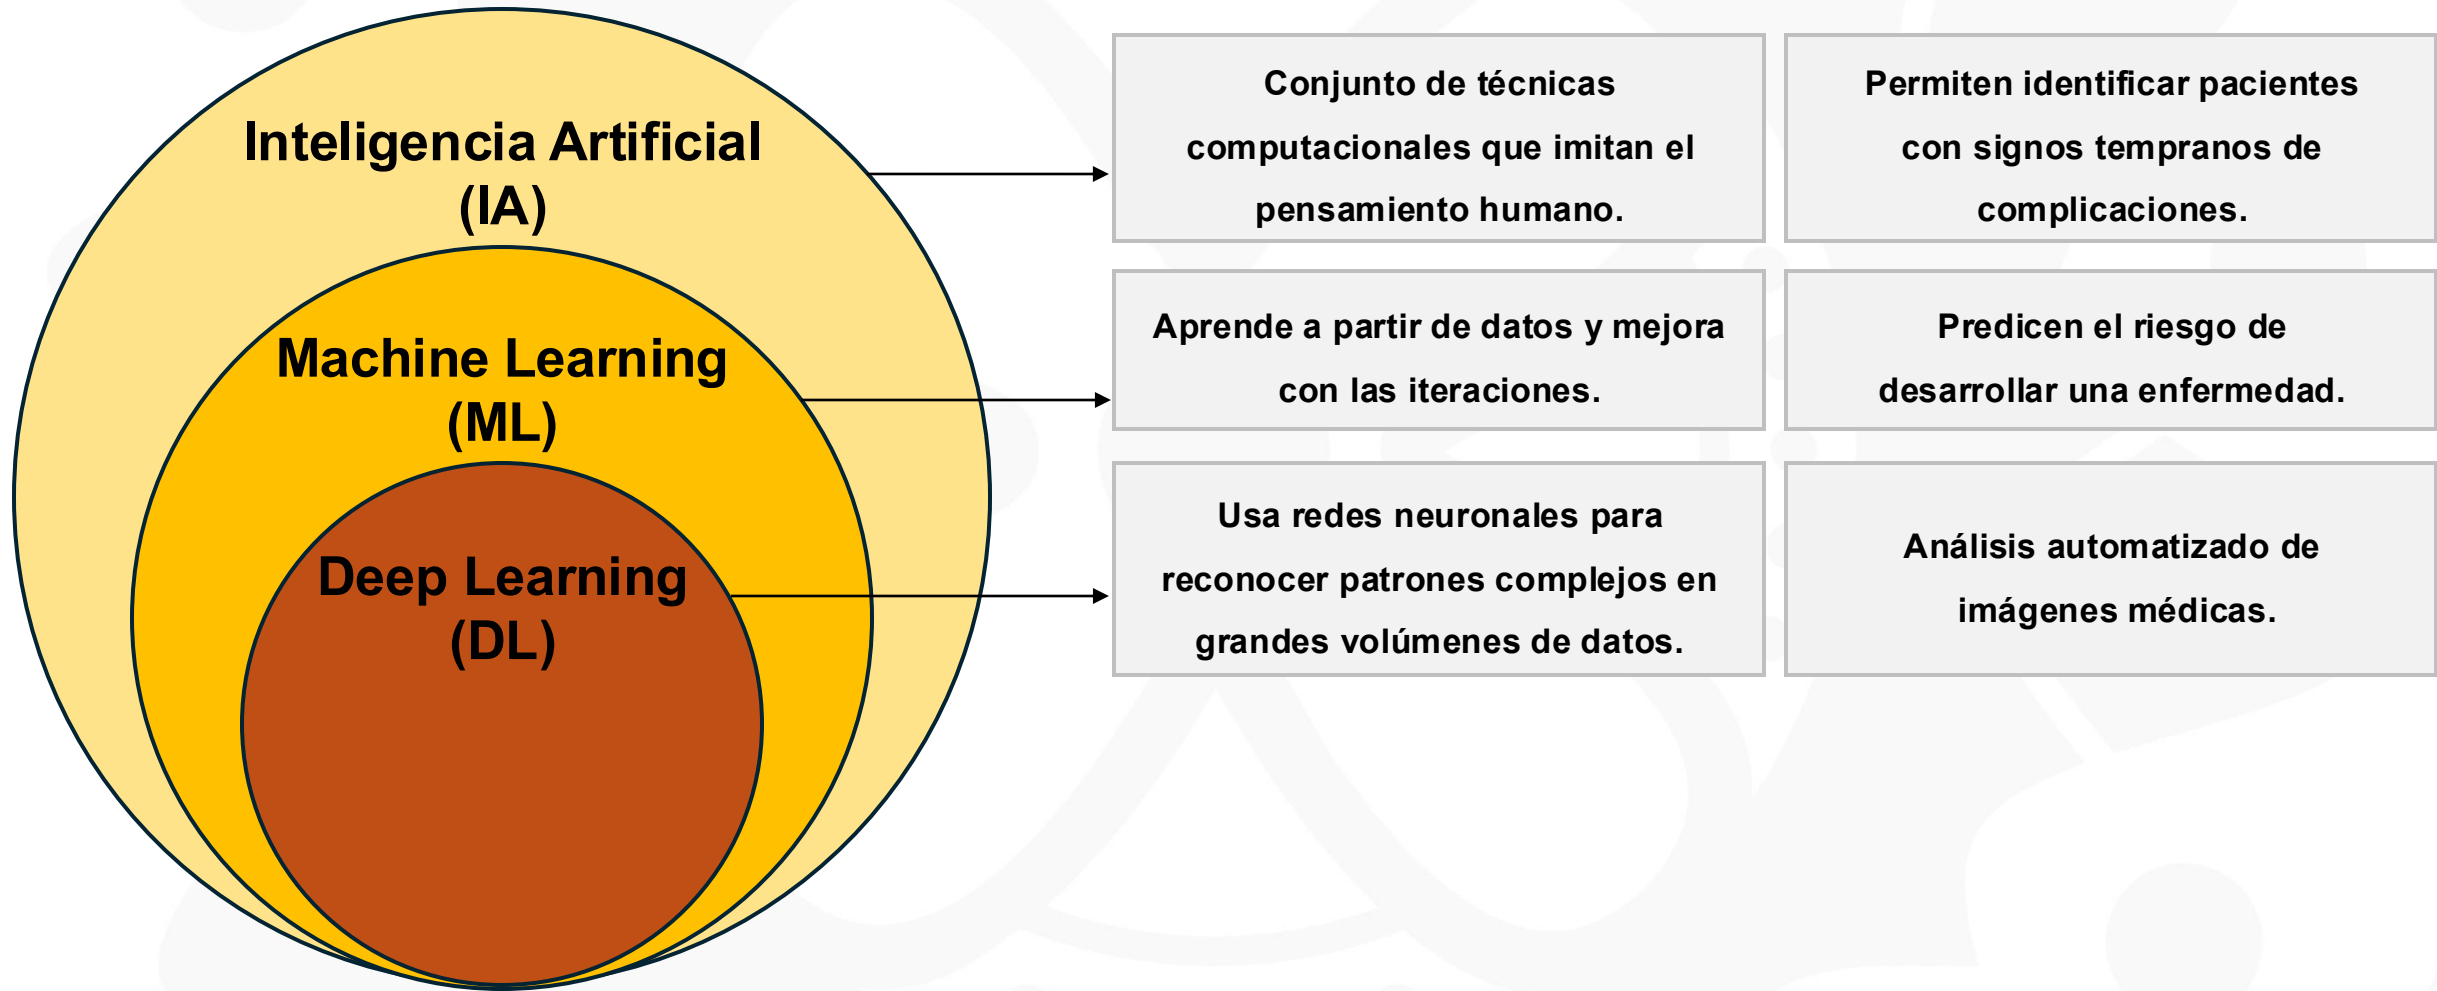 Inteligencia Artificial
(IA)
Conjunto de técnicas
computacionales que imitan el
pensamiento humano.
Permiten identificar pacientes
con signos tempranos de
complicaciones.
Machine Learning
(ML)
Aprende a partir de datos y mejora
con las iteraciones.
Predicen el riesgo de
desarrollar una enfermedad.
Deep Learning
(DL)
Usa redes neuronales para
reconocer patrones complejos en
grandes volúmenes de datos.
Análisis automatizado de
imágenes médicas.